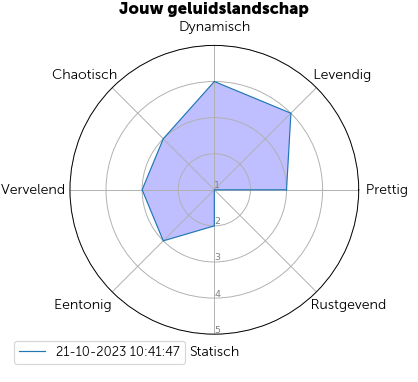 Jouw geluidslandschap
Dynamisch
Chaotisch
Levendig
Vervelend
1
Prettig
2
3
4
Eentonig
Rustgevend
5
21-10-2023 10:41:47
Statisch